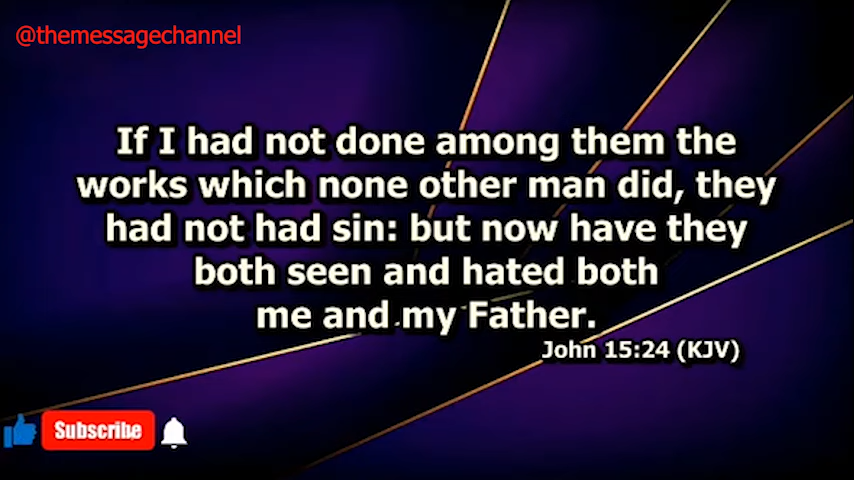 @themessagechannel
If I had not done among them the
works which none other man did, they
had not had sin: but now have they
both seen and hated both
me and my Father.
John 15:24 (KJV)
Subscribe